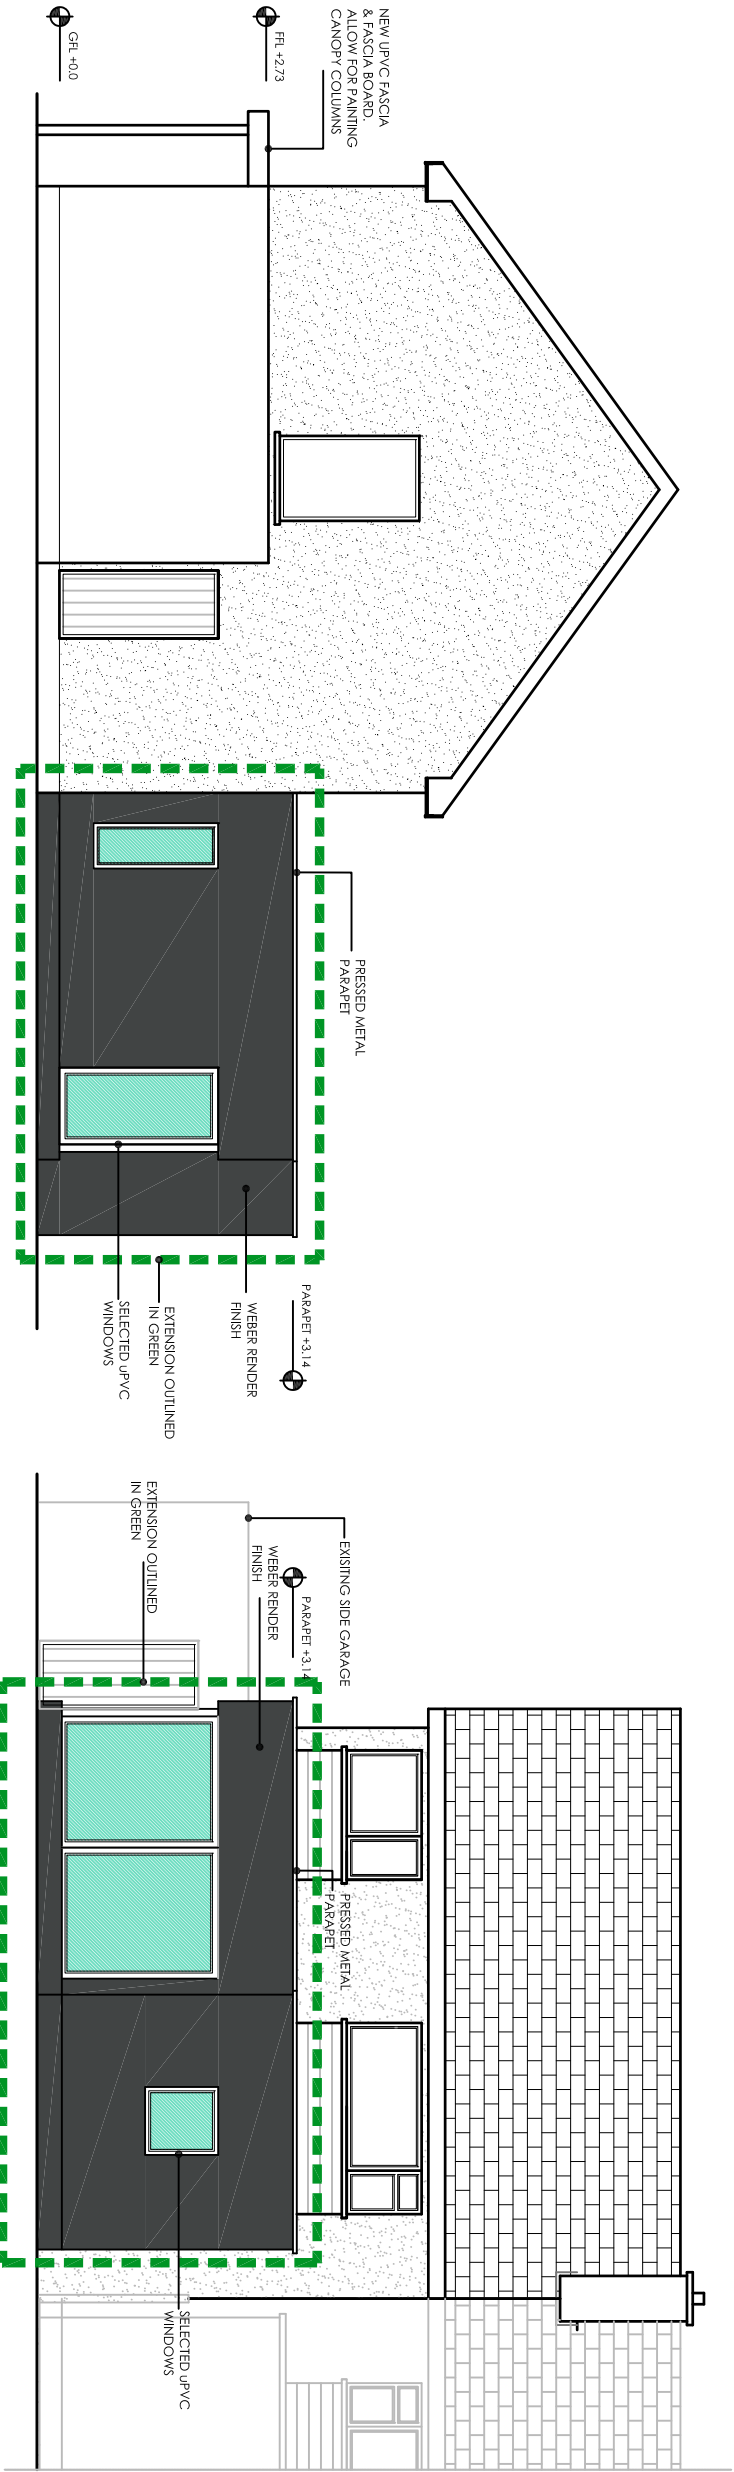 NEW UPVC FASCIA
& FASCIA BOARD.
ALLOW FOR PAINTING
CANOPY COLUMNS
FFL +2.73
GFL +0.0
PRESSED METAL
PARAPET
PARAPET +3.14
WEBER RENDER
FINISH
EXTENSION OUTLINED
IN GREEN
SELECTED uPVC
WINDOWS
EXISITNG SIDE GARAGE
PARAPET +3.14
WEBER RENDER
FINISH
EXTENSION OUTLINED
IN GREEN
PRESSED METAL
PARAPET
SELECTED uPVC
WINDOWS